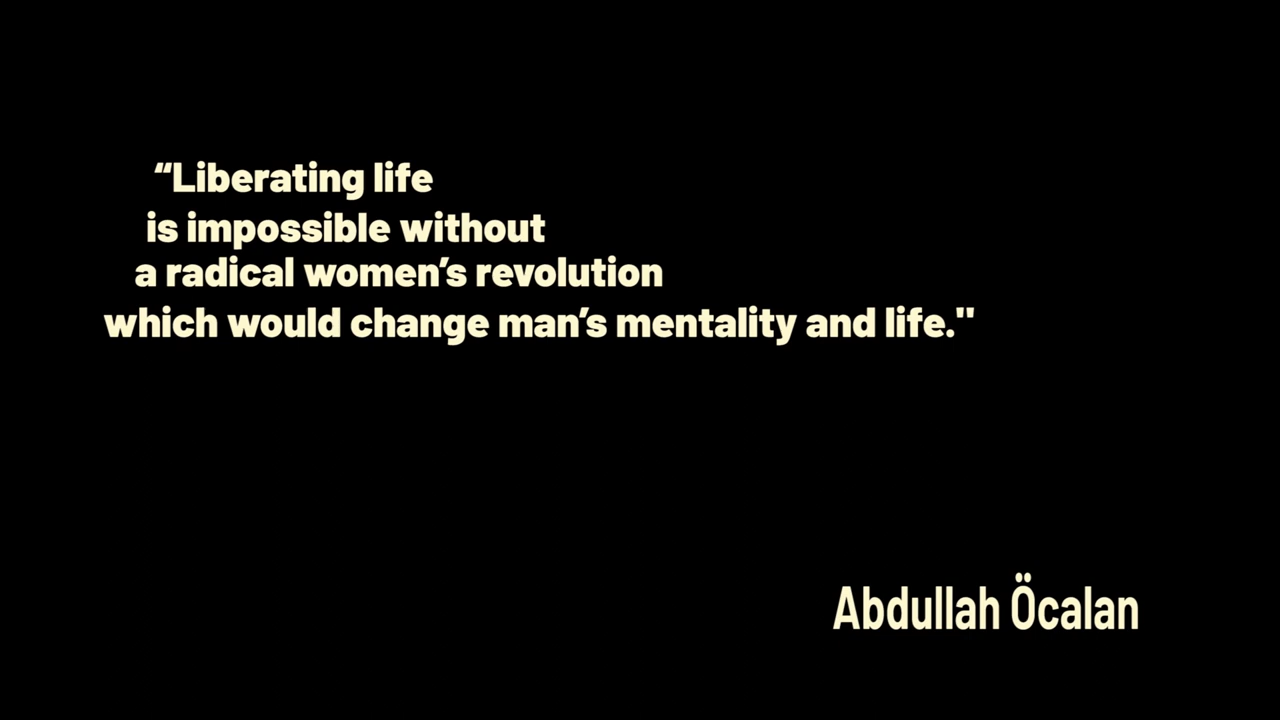 “Liberating life
is impossible without
a radical women’s revolution
which would change man’s mentality and life."
Abdullah Öcalan